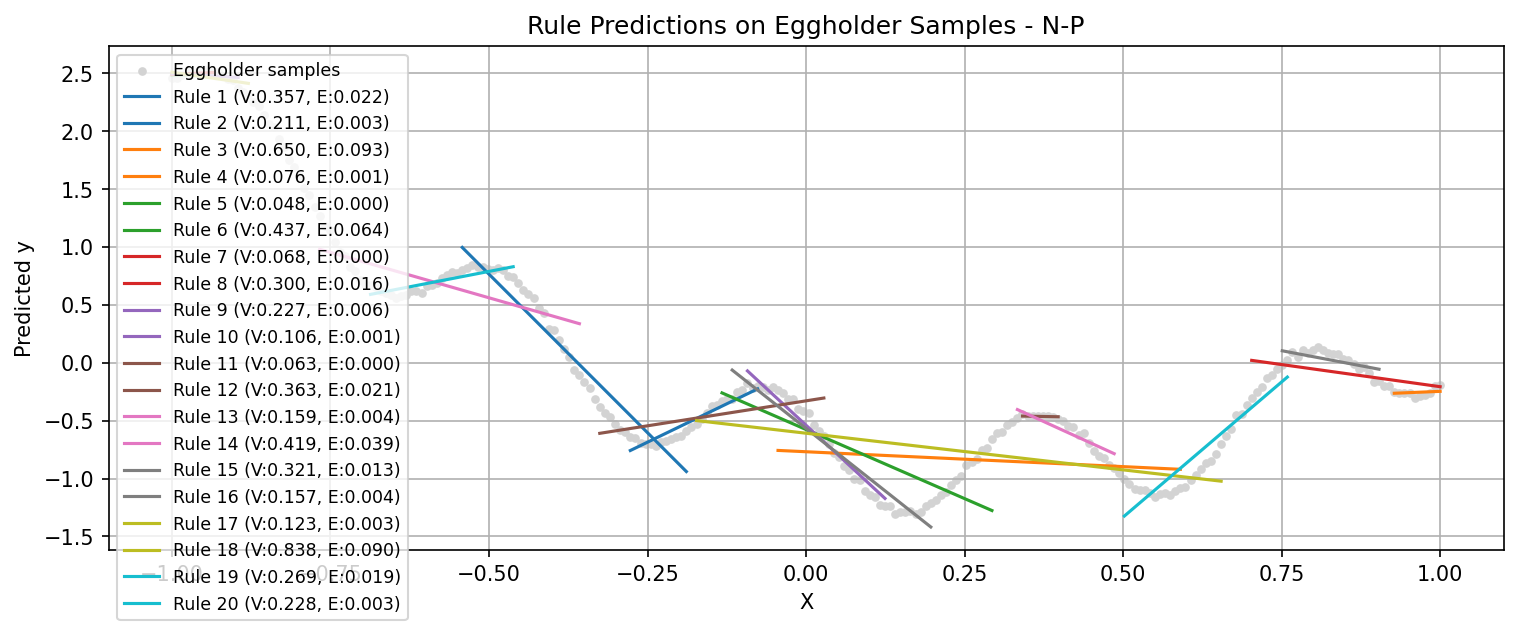 Rule Predictions on Eggholder Samples - N-P
Predicted y
2.5
2.0
1.5
1.0
0.5
0.0
−0.5
−1.0
−1.5
Eggholder samples
Rule 1 (V:0.357, E:0.022)
Rule 2 (V:0.211, E:0.003)
Rule 3 (V:0.650, E:0.093)
Rule 4 (V:0.076, E:0.001)
Rule 5 (V:0.048, E:0.000)
Rule 6 (V:0.437, E:0.064)
Rule 7 (V:0.068, E:0.000)
Rule 8 (V:0.300, E:0.016)
Rule 9 (V:0.227, E:0.006)
Rule 10 (V:0.106, E:0.001)
Rule 11 (V:0.063, E:0.000)
Rule 12 (V:0.363, E:0.021)
Rule 13 (V:0.159, E:0.004)
Rule 14 (V:0.419, E:0.039)
Rule 15 (V:0.321, E:0.013)
Rule 16 (V:0.157, E:0.004)
Rule 17 (V:0.123, E:0.003)
Rule 18 (V:0.838, E:0.090)
Rule 19 (V:0.269, E:0.019)
Rule 20 (V:0.228, E:0.003)
−1.00 −0.75 −0.50 −0.25 0.00 0.25 0.50 0.75 1.00
X